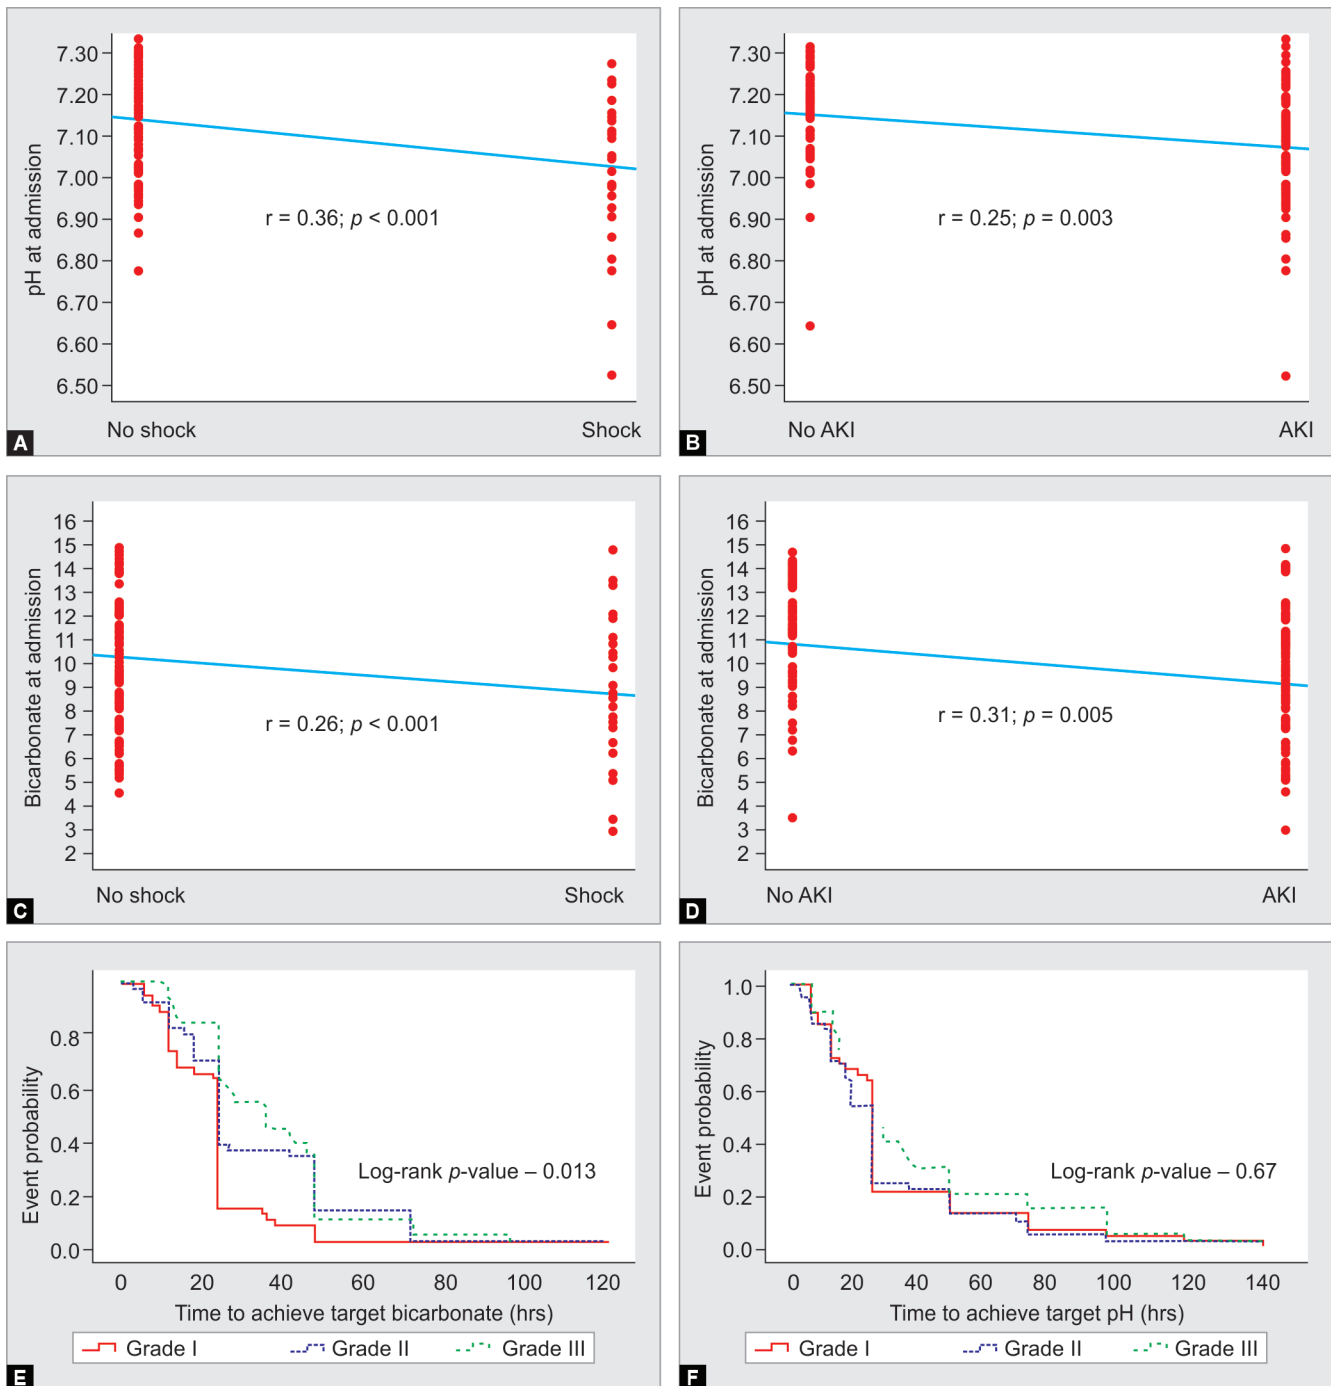 7.30
7.20
7.10
7.00
6.90
6.80
6.70
6.60
6.50
pH at admission
r = 0.36; p < 0.001
No shock
Shock
A
7.30
7.20
7.10
7.00
6.90
6.80
6.70
6.60
6.50
pH at admission
r = 0.25; p = 0.003
No AKI
AKI
B
16
15
14
13
12
11
10
9
8
7
6
5
4
3
2
Bicarbonate at admission
r = 0.26; p < 0.001
No shock
Shock
C
16
15
14
13
12
11
10
9
8
7
6
5
4
3
2
Bicarbonate at admission
r = 0.31; p = 0.005
No AKI
AKI
D
0.8
0.6
0.4
0.2
0.0
Event probability
Log-rank p-value – 0.013
0 20 40 60 80 100 120
Time to achieve target bicarbonate (hrs)
Grade I Grade II Grade III
E
1.0
0.8
0.6
0.4
0.2
0.0
Event probability
Log-rank p-value – 0.67
0 20 40 60 80 100 120 140
Time to achieve target pH (hrs)
Grade I Grade II Grade III
F